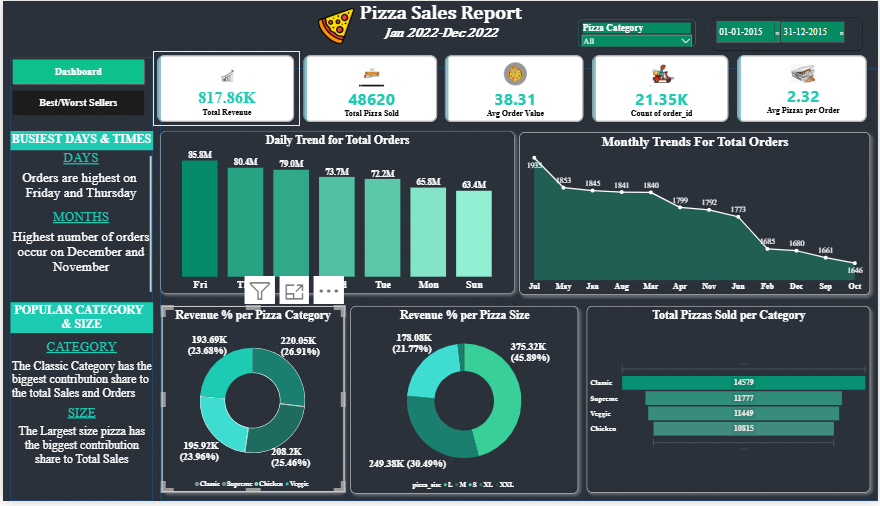 Pizza Sales Report
Jan 2022-Dec 2022
Pizza Category
All
01-01-2015 31-12-2015
Dashboard
Best/Worst Sellers
817.86K
Total Revenue
48620
Total Pizza Sold
38.31
Avg Order Value
21.35K
Count of order_id
2.32
Avg Pizzas per Order
BUSIEST DAYS & TIMES
DAYS
Orders are highest on
Friday and Thursday
MONTHS
Highest number of orders
occur on December and
November
Daily Trend for Total Orders
85.8M
80.4M
79.0M
73.7M
72.2M
65.8M
63.4M
Fri
Tue
Mon
Sun
Monthly Trends For Total Orders
1935
1853
1845
1841
1840
1799
1792
1773
1685
1680
1661
1646
Jul May Jan Aug Mar Apr Nov Jun Feb Dec Sep Oct
POPULAR CATEGORY
& SIZE
CATEGORY
The Classic Category has the
biggest contribution share to
the total Sales and Orders
SIZE
The Largest size pizza has
the biggest contribution
share to Total Sales
Revenue % per Pizza Category
193.69K
(23.68%)
220.05K
(26.91%)
195.92K
(23.96%)
208.2K
(25.46%)
Classic Supreme Chicken Veggie
Revenue % per Pizza Size
178.08K
(21.77%)
375.32K
(45.89%)
249.38K (30.49%)
pizza_size L M S XL XXL
Total Pizzas Sold per Category
Classic 14579
Supreme 11777
Veggie 11449
Chicken 10815